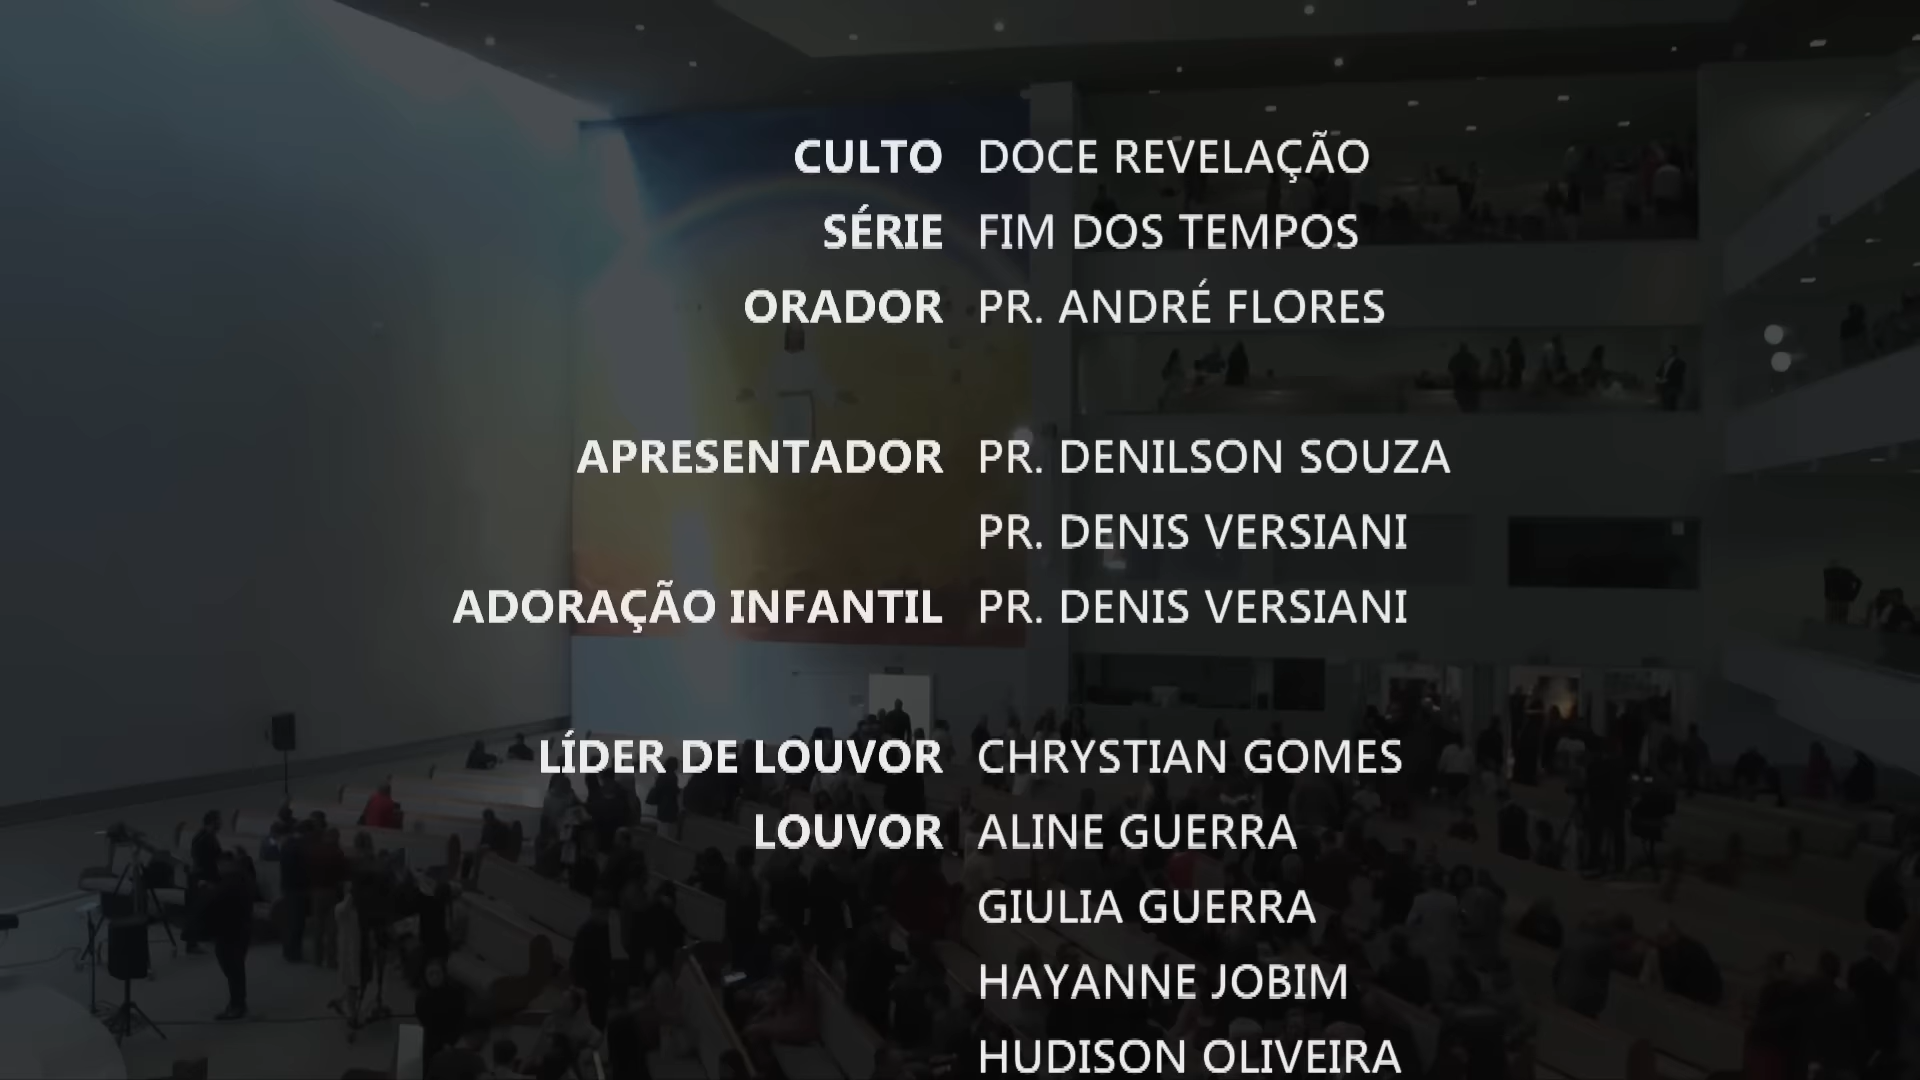 CULTO DOCE REVELAÇÃO
SÉRIE FIM DOS TEMPOS
ORADOR PR. ANDRÉ FLORES
APRESENTADOR PR. DENILSON SOUZA
PR. DENIS VERSIANI
ADORAÇÃO INFANTIL PR. DENIS VERSIANI
LÍDER DE LOUVOR CHRYSTIAN GOMES
LOUVOR ALINE GUERRA
GIULIA GUERRA
HAYANNE JOBIM
HUDISON OLIVEIRA